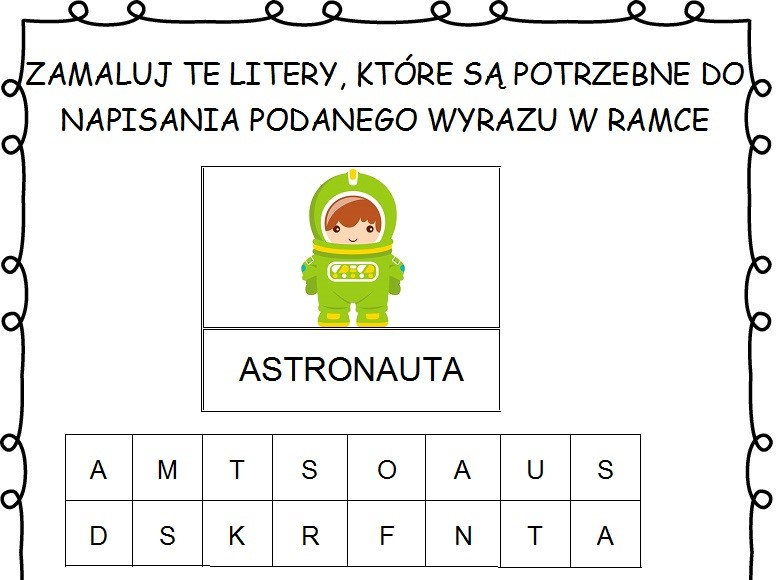 ZAMALUJ TE LITERY, KTÓRE SĄ POTRZEBNE DO
NAPISANIA PODANEGO WYRAZU W RAMCE
ASTRONAUTA
A M T S O A U S
D S K R F N T A